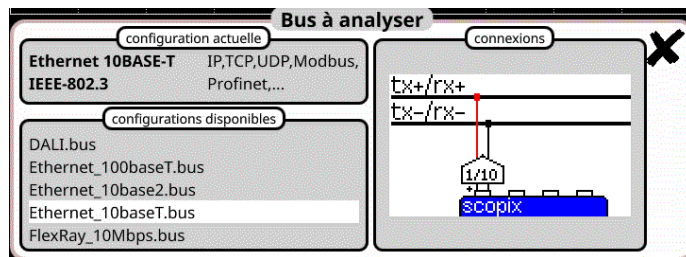 Bus à analyser
configuration actuelle
Ethernet 10BASE-T IP,TCP,UDP,Modbus,
IEEE-802.3 Profinet,...
configurations disponibles
DALI.bus
Ethernet_100baseT.bus
Ethernet_10base2.bus
Ethernet_10baseT.bus
FlexRay_10Mbps.bus
connexions
tx+/rx+
tx-/rx-
1/10
+
scopix